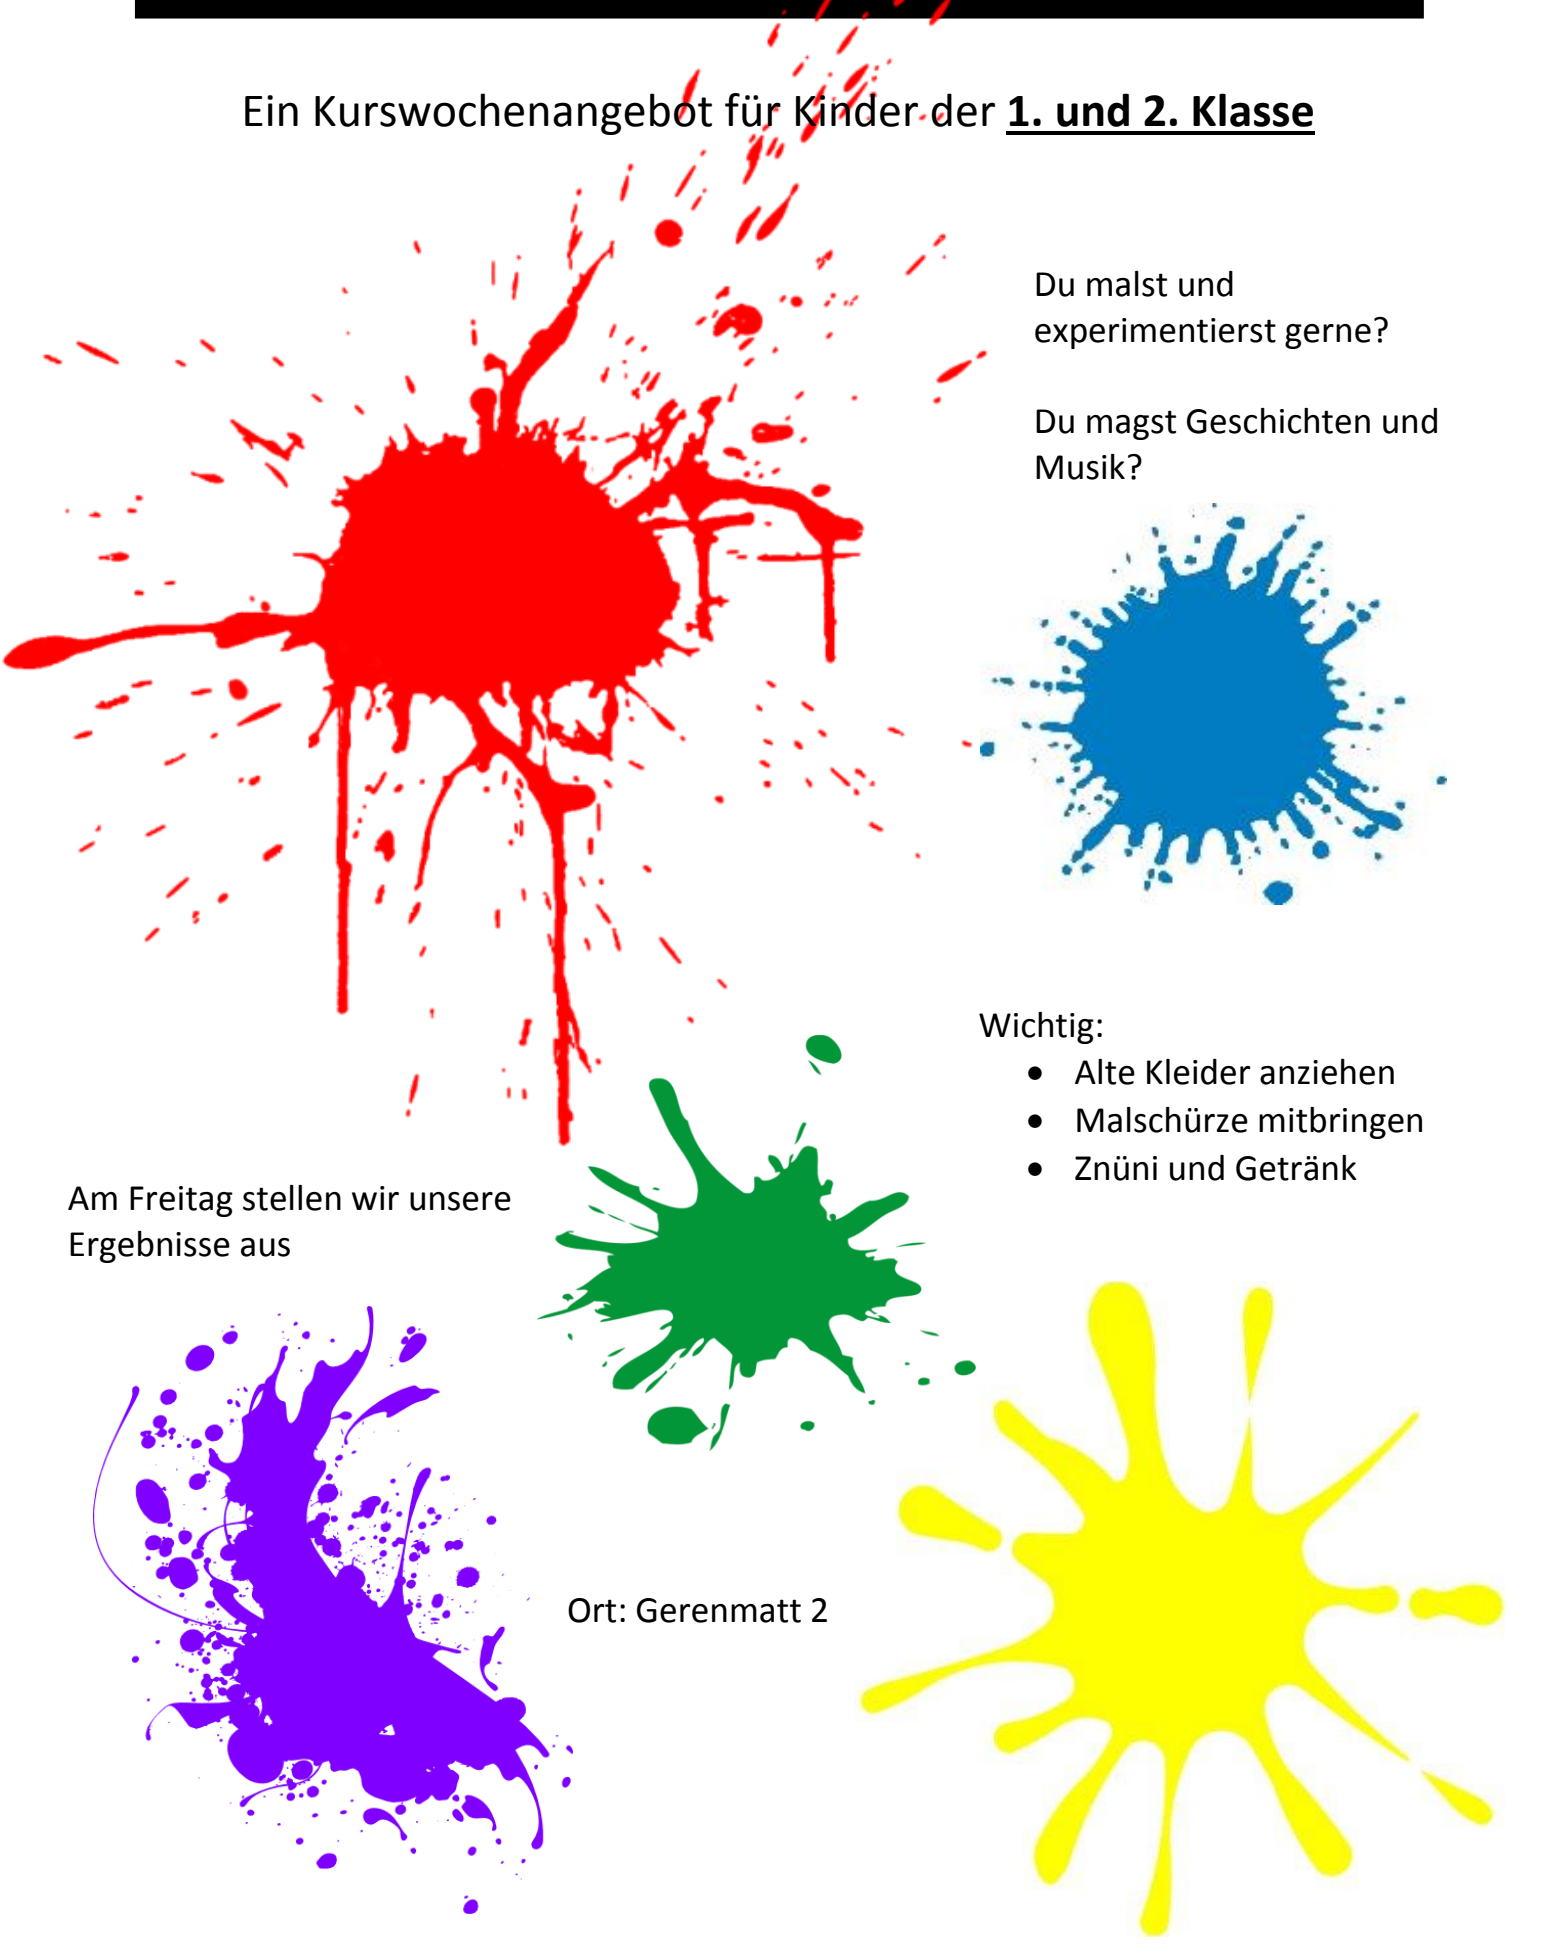 Ein Kurswochenangebot für Kinder der 1. und 2. Klasse
Du malst und
experimentierst gerne?
Du magst Geschichten und
Musik?
Wichtig:
• Alte Kleider anziehen
• Malschürze mitbringen
• Znüni und Getränk
Am Freitag stellen wir unsere
Ergebnisse aus
Ort: Gerenmatt 2